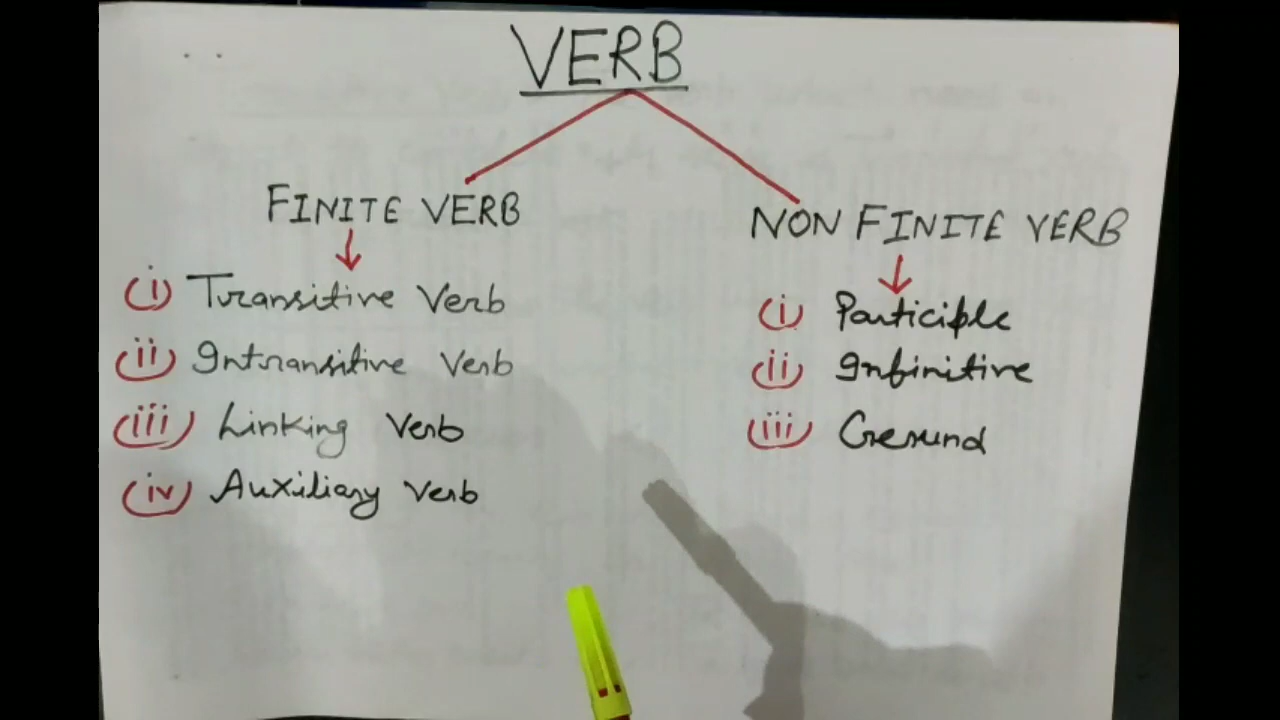 VERB
FINITE VERB
NON FINITE VERB
(i) Transitive Verb
(ii) Intransitive Verb
(iii) Linking Verb
(iv) Auxiliary Verb
(i) Participle
(ii) Infinitive
(iii) Gerund